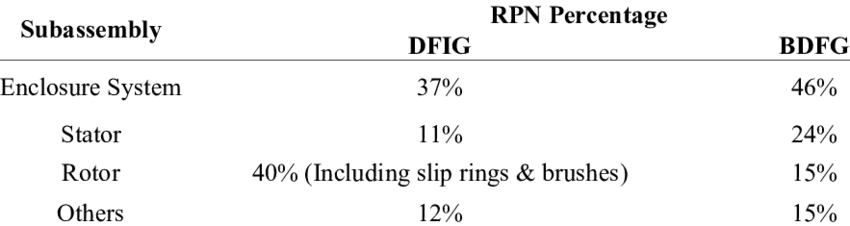 Subassembly RPN Percentage
DFIG BDFG
Enclosure System 37% 46%
Stator 11% 24%
Rotor 40% (Including slip rings & brushes) 15%
Others 12% 15%